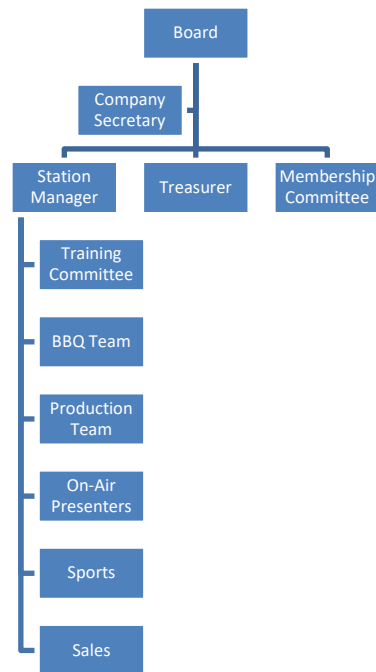 Board
Company
Secretary
Station
Manager
Treasurer
Membership
Committee
Training
Committee
BBQ Team
Production
Team
On-Air
Presenters
Sports
Sales